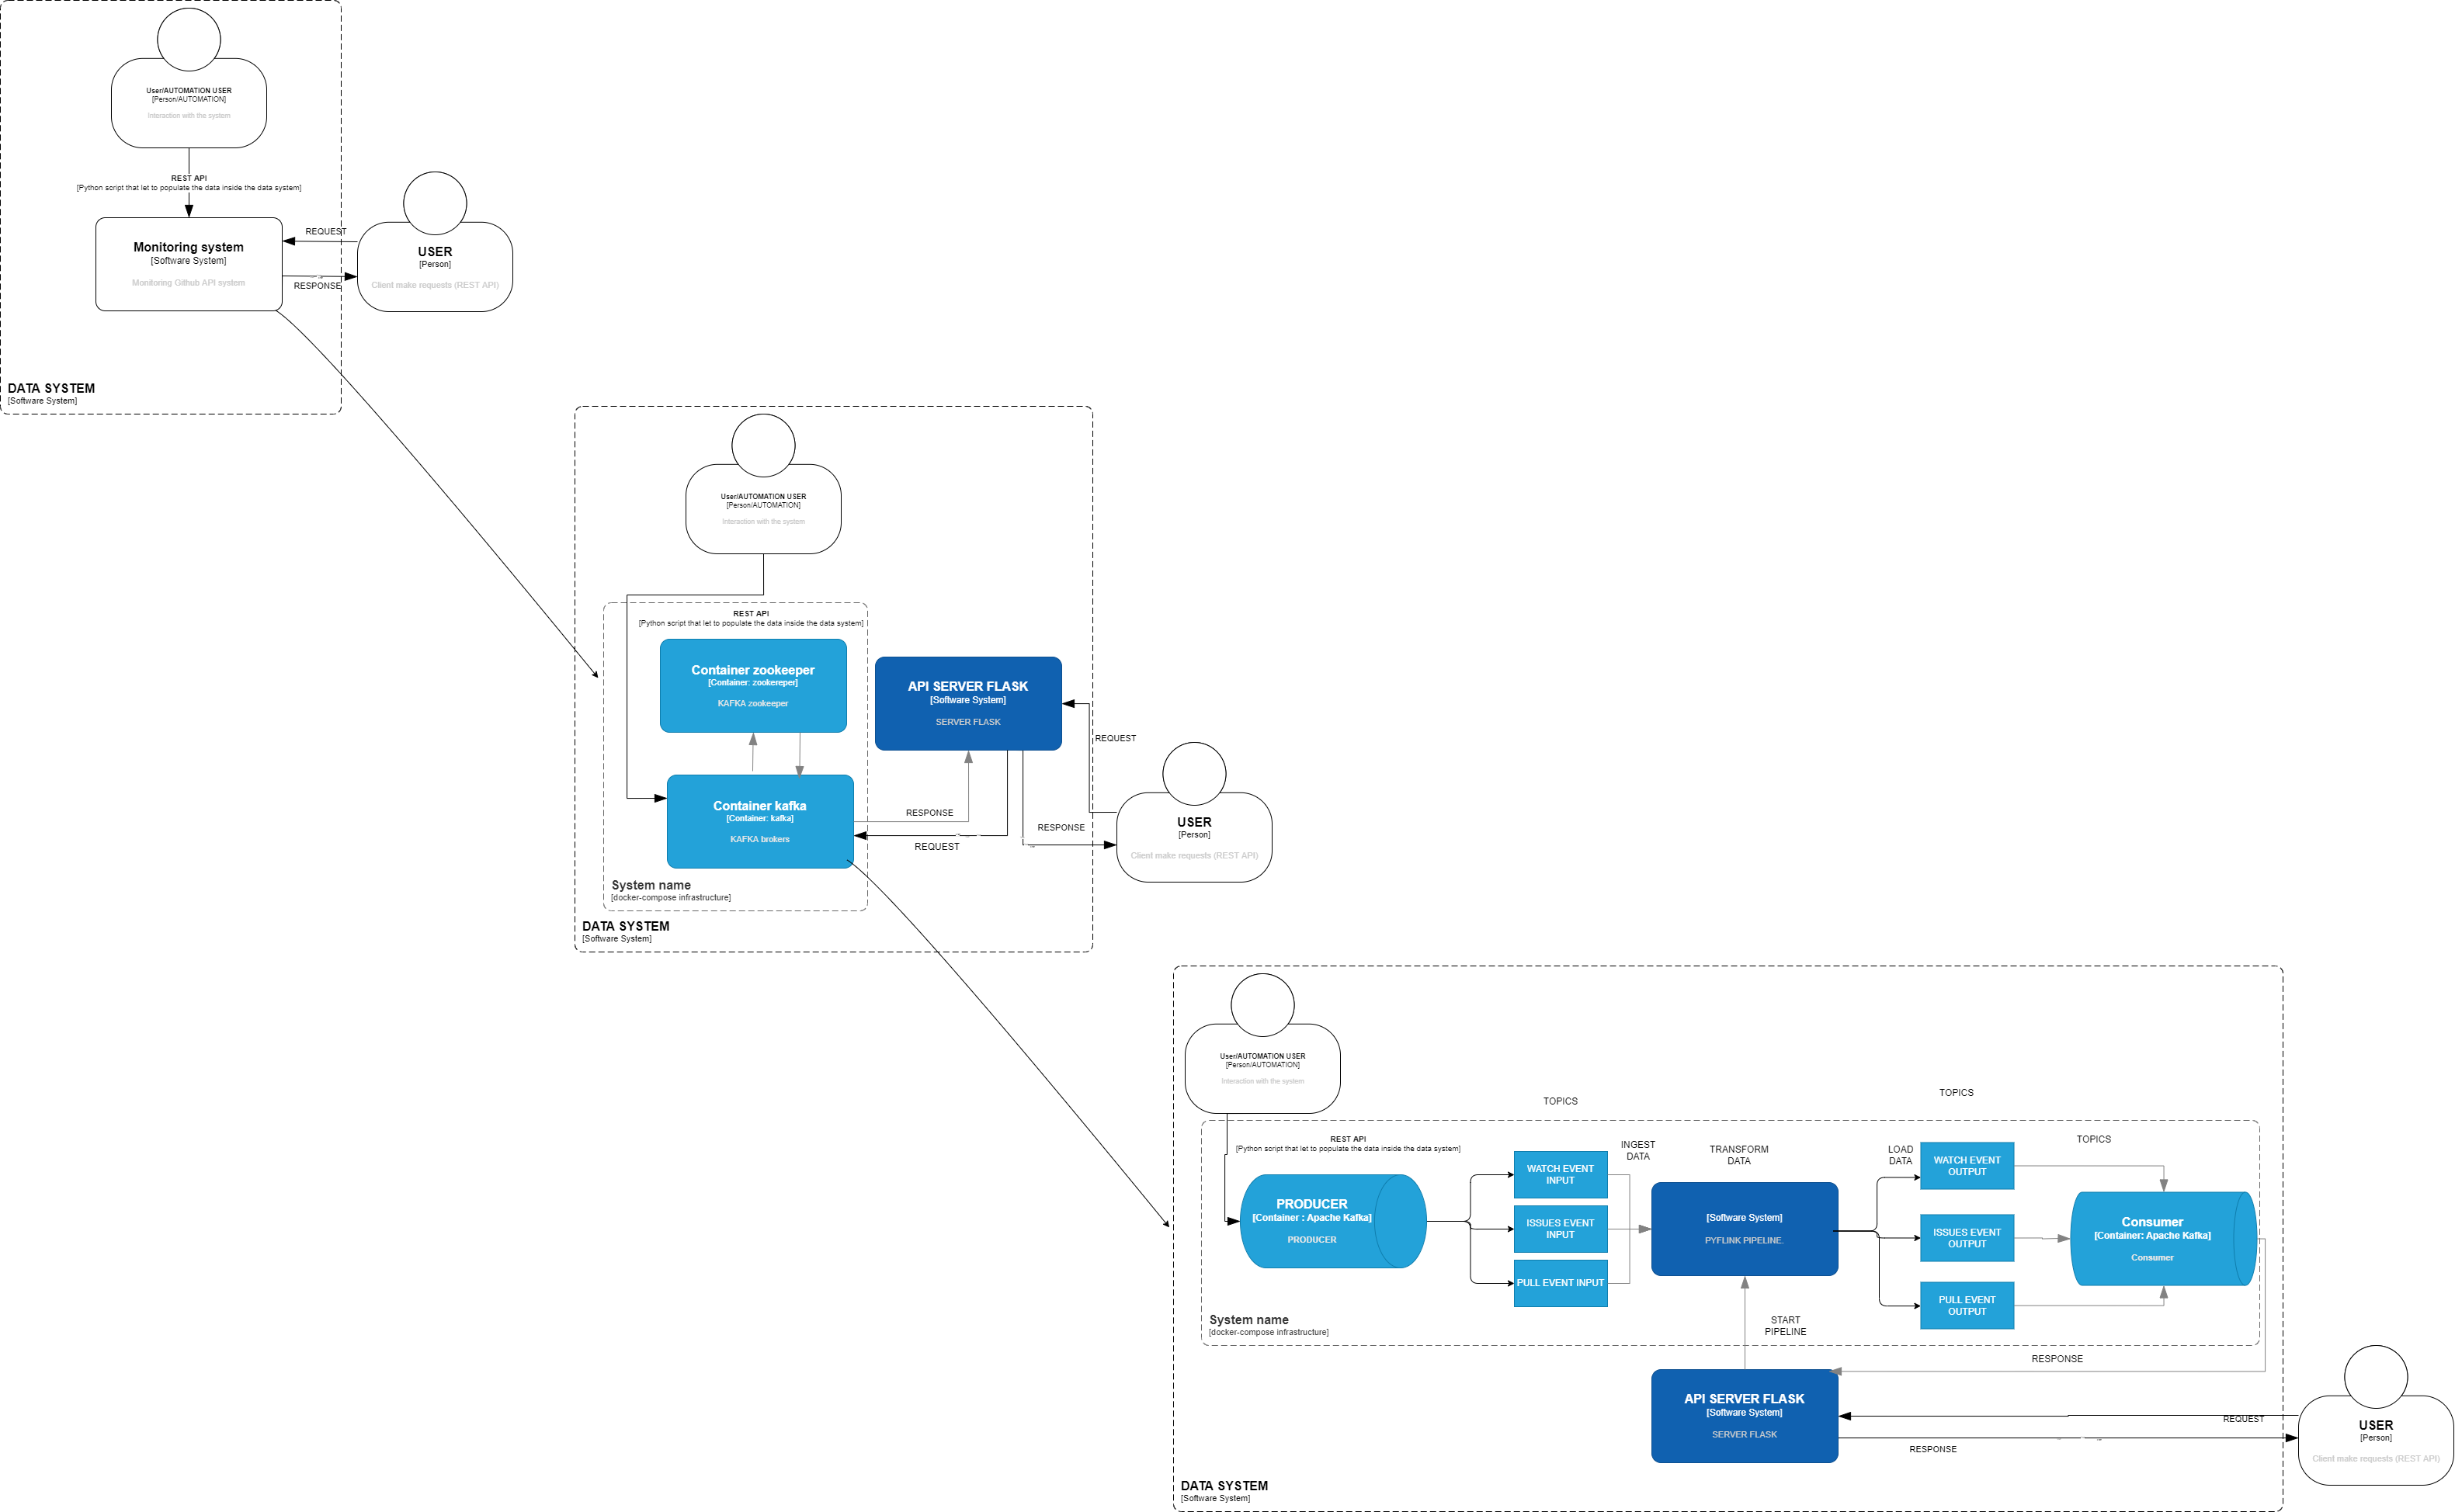 User/AUTOMATION USER
[Person/AUTOMATION]
Interaction with the system
REST API
[Python script that let to populate the data inside the data system]
Monitoring system
[Software System]
Monitoring Github API system
REQUEST
RESPONSE
USER
[Person]
Client make requests (REST API)
DATA SYSTEM
[Software System]
User/AUTOMATION USER
[Person/AUTOMATION]
Interaction with the system
REST API
[Python script that let to populate the data inside the data system]
Container zookeeper
[Container: zookereper]
KAFKA zookeeper
API SERVER FLASK
[Software System]
SERVER FLASK
REQUEST
Container kafka
[Container: kafka]
KAFKA brokers
RESPONSE
REQUEST
RESPONSE
USER
[Person]
Client make requests (REST API)
System name
[docker-compose infrastructure]
DATA SYSTEM
[Software System]
User/AUTOMATION USER
[Person/AUTOMATION]
Interaction with the system
TOPICS
TOPICS
REST API
[Python script that let to populate the data inside the data system]
PRODUCER
[Container : Apache Kafka]
PRODUCER
WATCH EVENT
INPUT
ISSUES EVENT
INPUT
PULL EVENT INPUT
INGEST
DATA
TRANSFORM
DATA
[Software System]
PYFLINK PIPELINE.
LOAD
DATA
WATCH EVENT
OUTPUT
ISSUES EVENT
OUTPUT
PULL EVENT
OUTPUT
TOPICS
Consumer
[Container: Apache Kafka]
Consumer
System name
[docker-compose infrastructure]
START
PIPELINE
RESPONSE
API SERVER FLASK
[Software System]
SERVER FLASK
REQUEST
RESPONSE
USER
[Person]
Client make requests (REST API)
DATA SYSTEM
[Software System]